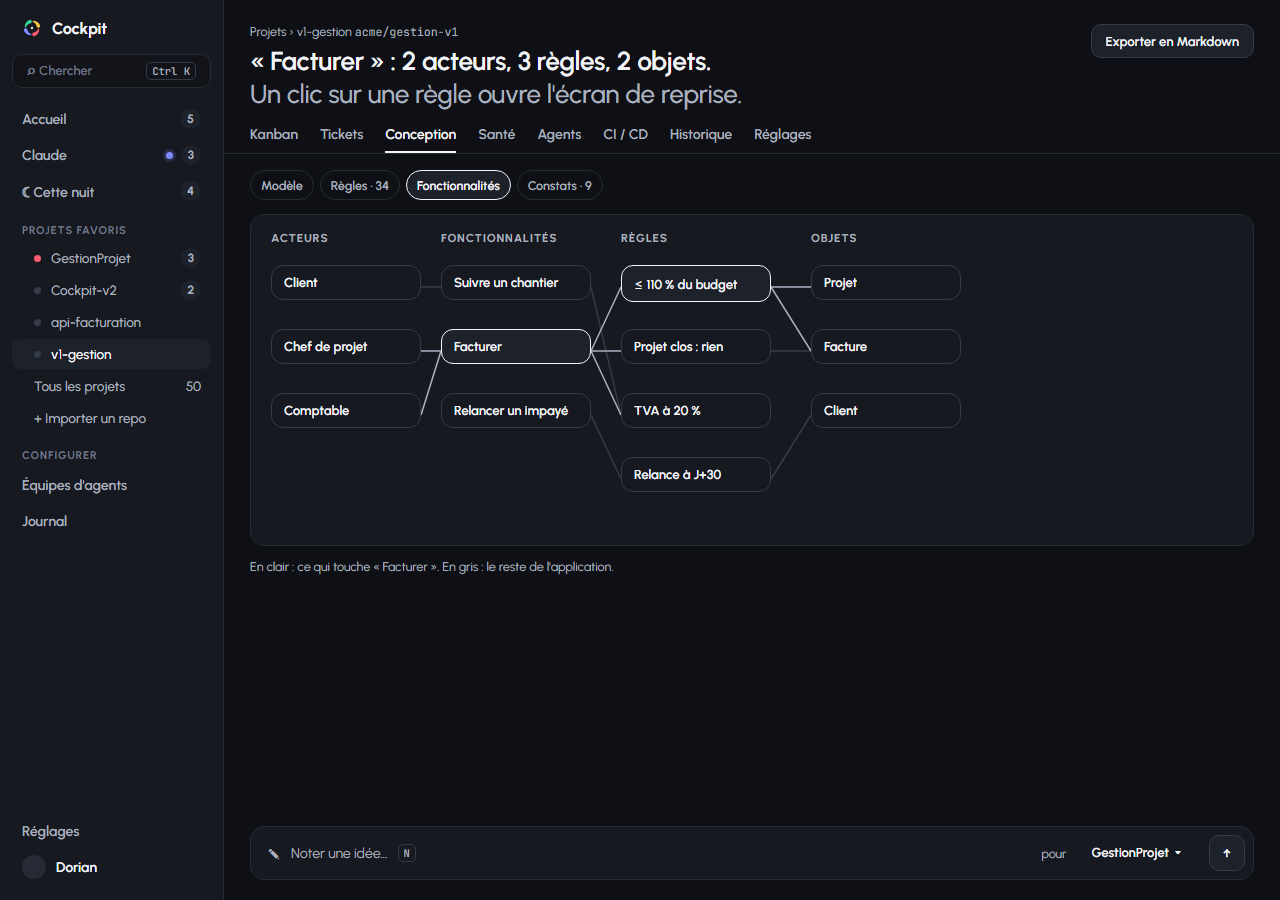 Cockpit
Chercher Ctrl K
Accueil 5
Claude 3
Cette nuit 4
PROJETS FAVORIS
GestionProjet 3
Cockpit-v2 2
api-facturation
v1-gestion
Tous les projets 50
+ Importer un repo
CONFIGURER
Équipes d'agents
Journal
Réglages
Dorian
Projets › v1-gestion acme/gestion-v1
« Facturer » : 2 acteurs, 3 règles, 2 objets.
Un clic sur une règle ouvre l'écran de reprise.
Exporter en Markdown
Kanban Tickets Conception Santé Agents CI / CD Historique Réglages
Modèle Règles · 34 Fonctionnalités Constats · 9
ACTEURS FONCTIONNALITÉS RÈGLES OBJETS
Client Suivre un chantier ≤ 110 % du budget Projet
Chef de projet Facturer Projet clos : rien Facture
Comptable Relancer un impayé TVA à 20 % Client
Relance à J+30
En clair : ce qui touche « Facturer ». En gris : le reste de l'application.
Noter une idée… N pour GestionProjet